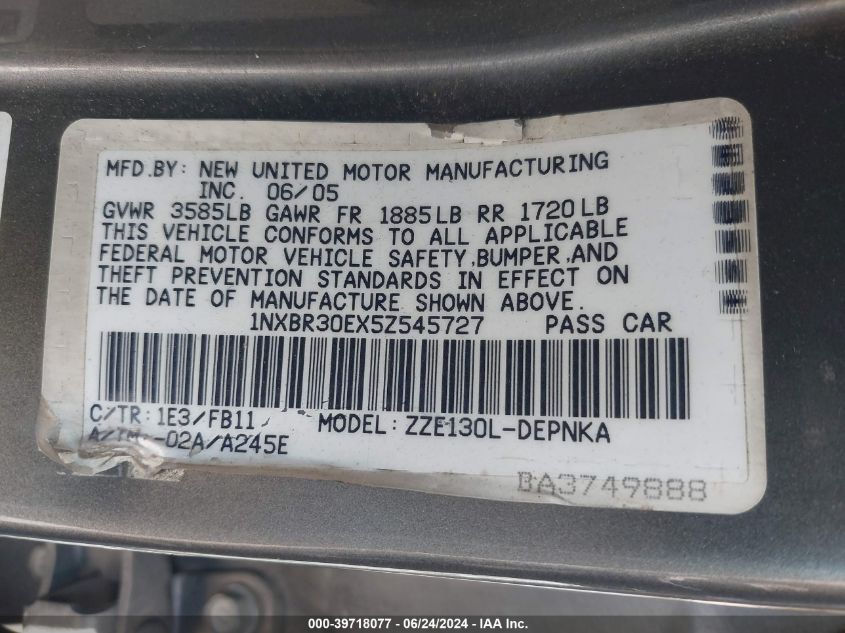 MFD.BY: NEW UNITED MOTOR MANUFACTURING
INC. 06/05
GVWR 3585LB GAWR FR 1885LB RR 1720LB
THIS VEHICLE CONFORMS TO ALL APPLICABLE
FEDERAL MOTOR VEHICLE SAFETY,BUMPER,AND
THEFT PREVENTION STANDARDS IN EFFECT ON
THE DATE OF MANUFACTURE SHOWN ABOVE.
1NXBR30EX5Z545727 PASS CAR
C/TR:1E3/FB11 MODEL:ZZE130L-DEPNKA
A/TM:-02A/A245E
BA3749888
000-39718077 - 06/24/2024 - IAAI.com